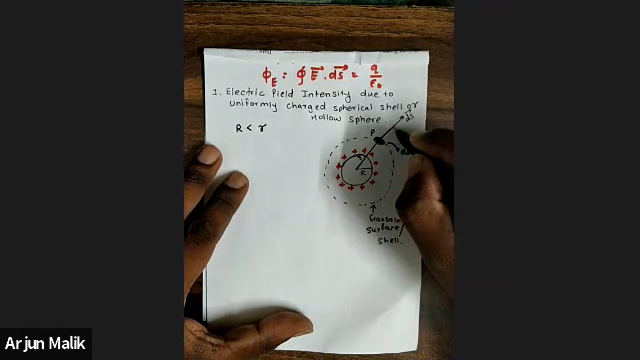 ϕE = ∮ E⃗ . ds⃗ = q/ε0
1. Electric Field Intensity due to
uniformly charged spherical shell or
Hollow Sphere.
R < r
P
ds⃗
R
Gaussian
surface
shell.
Arjun Malik